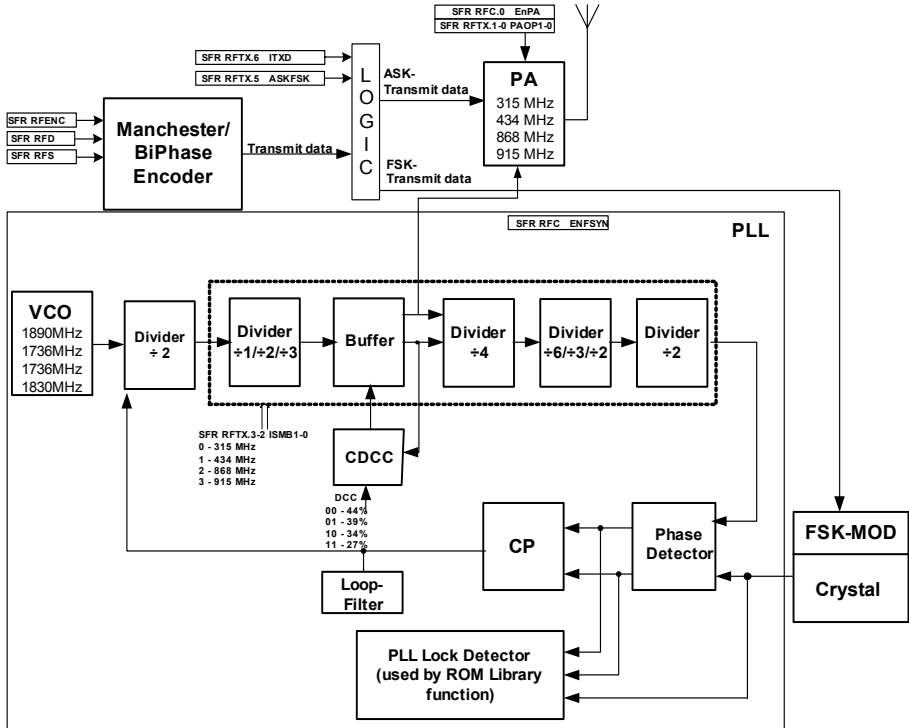 SFR RFC.0 EnPA
SFR RFTX.1-0 PAOP1-0
SFR RFTX.6 ITXD
SFR RFTX.5 ASKFSK
LOGIC
ASK-
Transmit data
PA
315 MHz
434 MHz
868 MHz
915 MHz
SFR RFENC
SFR RFD
SFR RFS
Manchester/
BiPhase
Encoder
Transmit data
FSK-
Transmit data
SFR RFC ENFSYN
PLL
VCO
1890MHz
1736MHz
1736MHz
1830MHz
Divider
÷ 2
Divider
÷1/÷2/÷3
Buffer
Divider
÷4
Divider
÷6/÷3/÷2
Divider
÷2
SFR RFTX.3-2 ISMB1-0
0 - 315 MHz
1 - 434 MHz
2 - 868 MHz
3 - 915 MHz
CDCC
DCC
00 - 44%
01 - 39%
10 - 34%
11 - 27%
CP
Phase
Detector
FSK-MOD
Crystal
Loop-
Filter
PLL Lock Detector
(used by ROM Library
function)